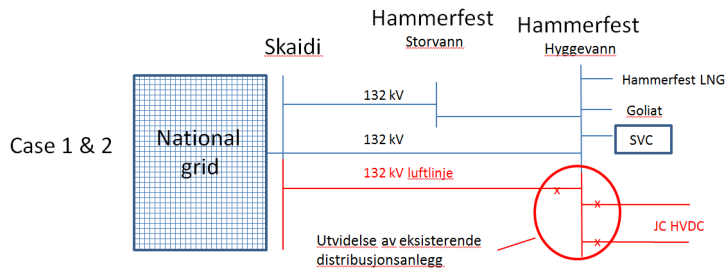 Hammerfest
Storvann
Hammerfest
Hyggevann
Skaidi
Hammerfest LNG
132 kV
Goliat
Case 1 & 2
National
grid
132 kV
SVC
132 kV luftlinje
x
x
JC HVDC
x
Utvidelse av eksisterende
distribusjonsanlegg